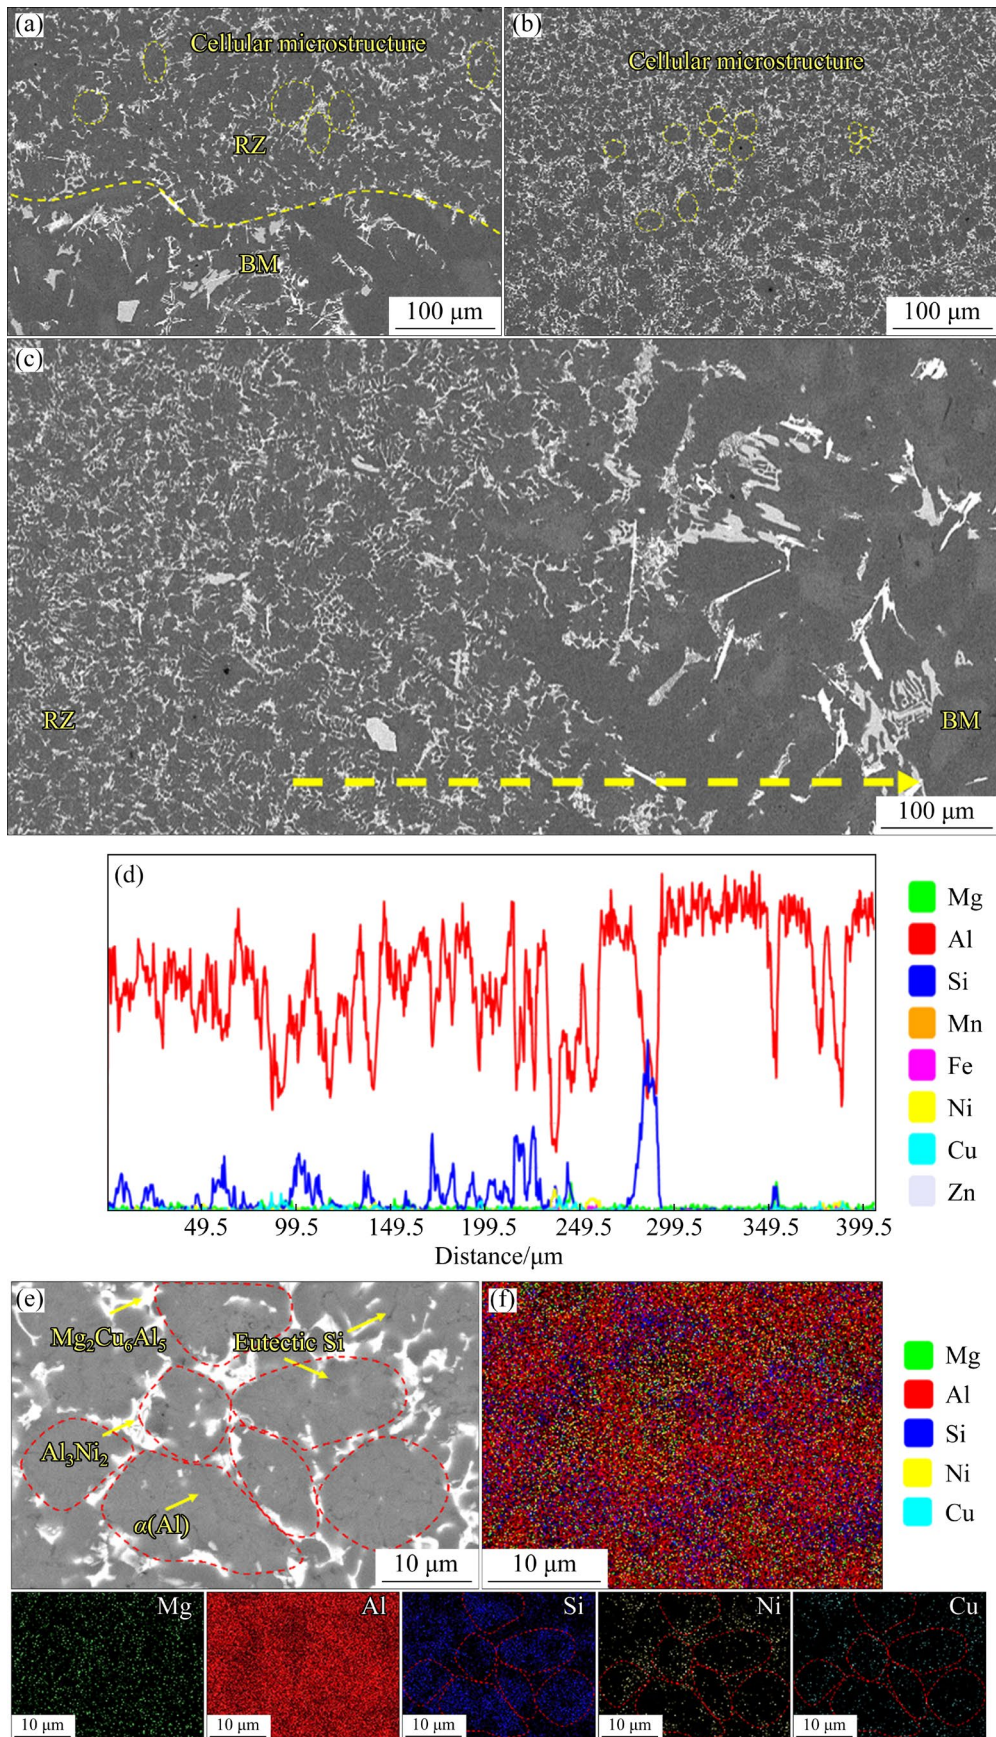 (a)
Cellular microstructure
RZ
BM
100 μm
(b)
Cellular microstructure
100 μm
(c)
RZ
BM
100 μm
(d)
49.5 99.5 149.5 199.5 249.5 299.5 349.5 399.5
Distance/μm
Mg
Al
Si
Mn
Fe
Ni
Cu
Zn
(e)
Mg₂Cu₆Al₅
Eutectic Si
Al₃Ni₂
α(Al)
10 μm
(f)
10 μm
Mg
Al
Si
Ni
Cu
Mg
10 μm
Al
10 μm
Si
10 μm
Ni
10 μm
Cu
10 μm